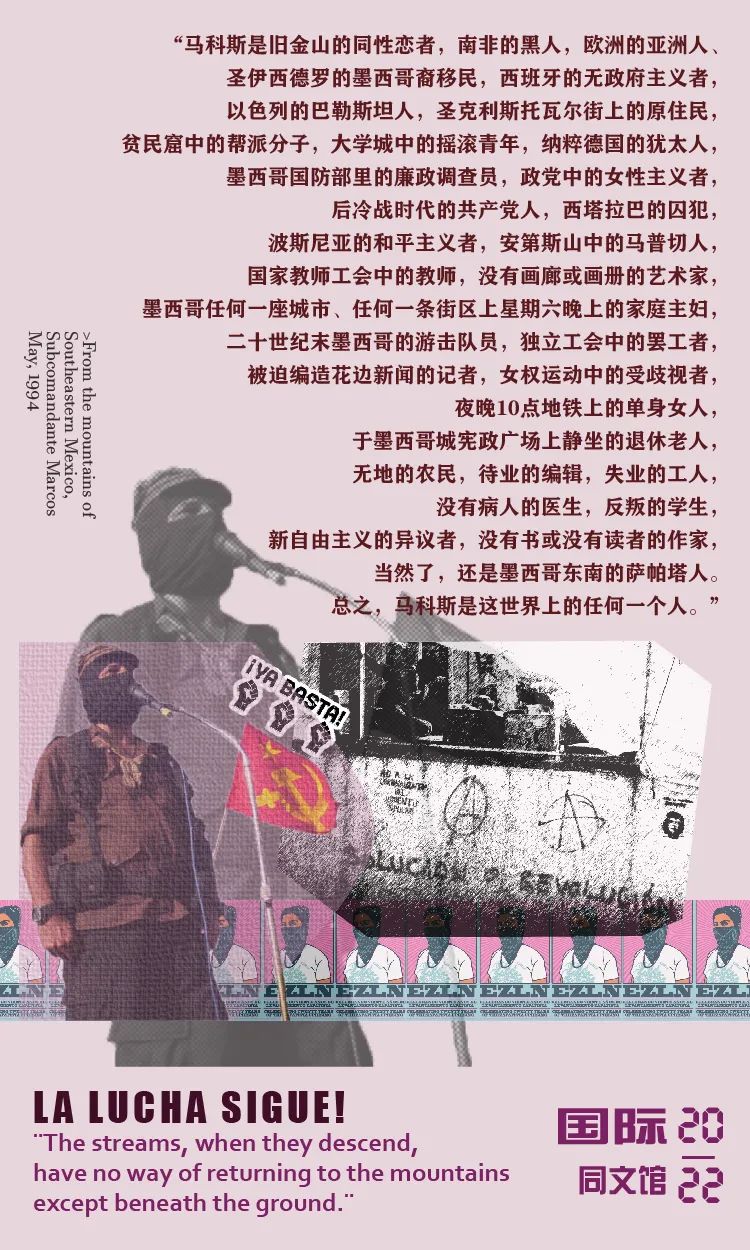 “马科斯是旧金山的同性恋者，南非的黑人，欧洲的亚洲人、
圣伊西德罗的墨西哥裔移民，西班牙的无政府主义者，
以色列的巴勒斯坦人，圣克利斯托瓦尔街上的原住民，
贫民窟中的帮派分子，大学城中的摇滚青年，纳粹德国的犹太人，
墨西哥国防部里的廉政调查员，政党中的女性主义者，
后冷战时代的共产党人，西塔拉巴的囚犯，
波斯尼亚的和平主义者，安第斯山中的马普切人，
国家教师工会中的教师，没有画廊或画册的艺术家，
墨西哥任何一座城市、任何一条街区上星期六晚上的家庭主妇，
二十世纪末墨西哥的游击队员，独立工会中的罢工者，
被迫编造花边新闻的记者，女权运动中的受歧视者，
夜晚10点地铁上的单身女人，
于墨西哥城宪政广场上静坐的退休老人，
无地的农民，待业的编辑，失业的工人，
没有病人的医生，反叛的学生，
新自由主义的异议者，没有书或没有读者的作家，
当然了，还是墨西哥东南的萨帕塔人。
总之，马科斯是这世界上的任何一个人。”
>From the mountains of
Southeastern Mexico,
Subcomandante Marcos
May, 1994
¡YA BASTA!
SOLUCION O REVOLUCIÓN
EZLN EZLN EZLN EZLN EZLN EZLN EZLN
LA LUCHA SIGUE!
¨The streams, when they descend,
have no way of returning to the mountains
except beneath the ground.¨
国际 20
同文馆 22